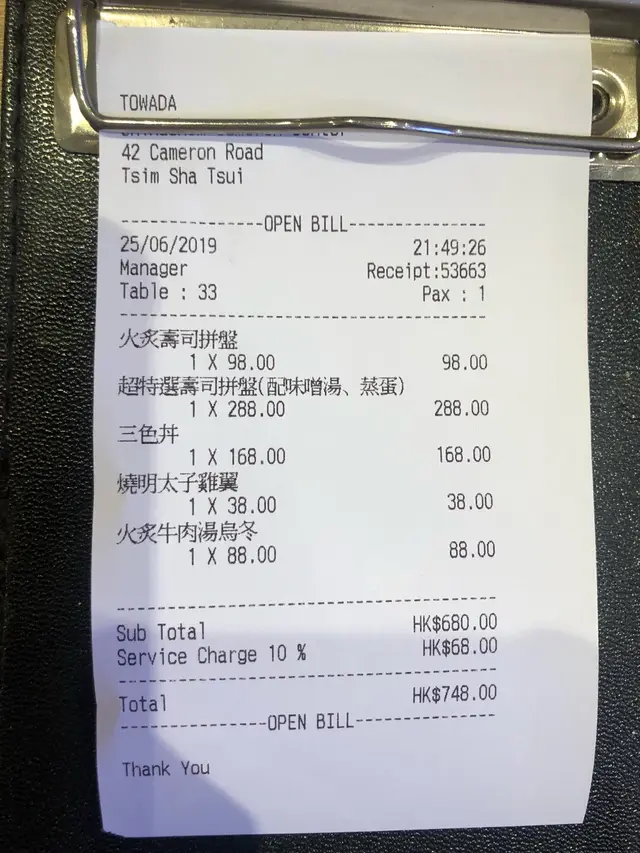 TOWADA
42 Cameron Road
Tsim Sha Tsui
--------------OPEN BILL--------------
25/06/2019 21:49:26
Manager Receipt:53663
Table : 33 Pax : 1
火炙壽司拼盤
1 X 98.00 98.00
超特選壽司拼盤(配味噌湯、蒸蛋)
1 X 288.00 288.00
三色丼
1 X 168.00 168.00
燒明太子雞翼
1 X 38.00 38.00
火炙牛肉湯烏冬
1 X 88.00 88.00
Sub Total HK$680.00
Service Charge 10 % HK$68.00
Total HK$748.00
--------------OPEN BILL--------------
Thank You